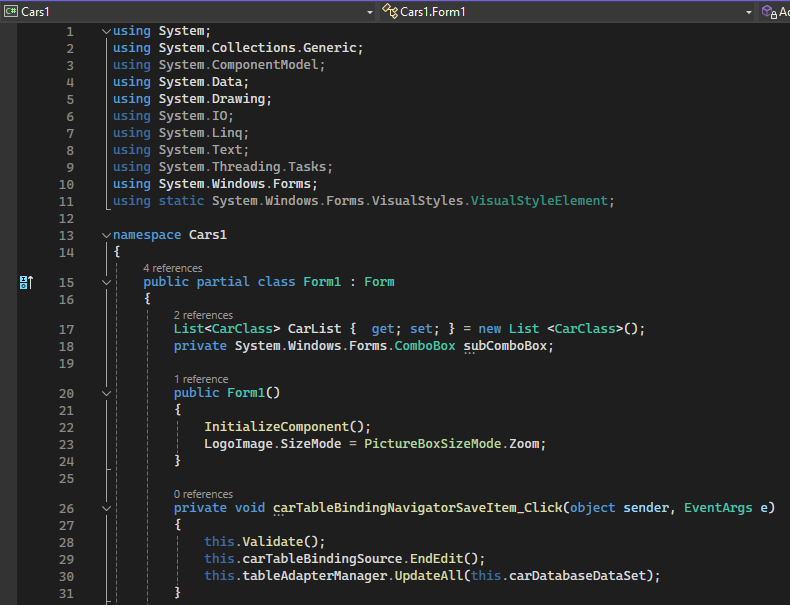 C# Cars1 Cars1.Form1
1 using System;
2 using System.Collections.Generic;
3 using System.ComponentModel;
4 using System.Data;
5 using System.Drawing;
6 using System.IO;
7 using System.Linq;
8 using System.Text;
9 using System.Threading.Tasks;
10 using System.Windows.Forms;
11 using static System.Windows.Forms.VisualStyles.VisualStyleElement;
12
13 namespace Cars1
14 {
4 references
15 public partial class Form1 : Form
16 {
2 references
17 List<CarClass> CarList { get; set; } = new List <CarClass>();
18 private System.Windows.Forms.ComboBox subComboBox;
19
1 reference
20 public Form1()
21 {
22 InitializeComponent();
23 LogoImage.SizeMode = PictureBoxSizeMode.Zoom;
24 }
25
0 references
26 private void carTableBindingNavigatorSaveItem_Click(object sender, EventArgs e)
27 {
28 this.Validate();
29 this.carTableBindingSource.EndEdit();
30 this.tableAdapterManager.UpdateAll(this.carDatabaseDataSet);
31 }